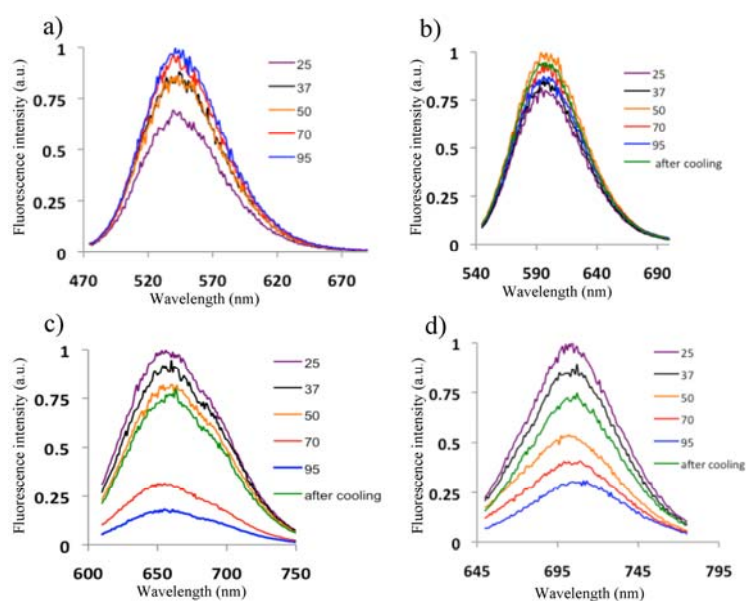 a)
Fluorescence intensity (a.u.)
1
0.75
0.5
0.25
0
470 520 570 620 670
Wavelength (nm)
25
37
50
70
95
b)
Fluorescence intensity (a.u.)
1
0.75
0.5
0.25
0
540 590 640 690
Wavelength (nm)
25
37
50
70
95
after cooling
c)
Fluorescence intensity (a.u.)
1
0.75
0.5
0.25
0
600 650 700 750
Wavelength (nm)
25
37
50
70
95
after cooling
d)
Fluorescence intensity (a.u.)
1
0.75
0.5
0.25
0
645 695 745 795
Wavelength (nm)
25
37
50
70
95
after cooling